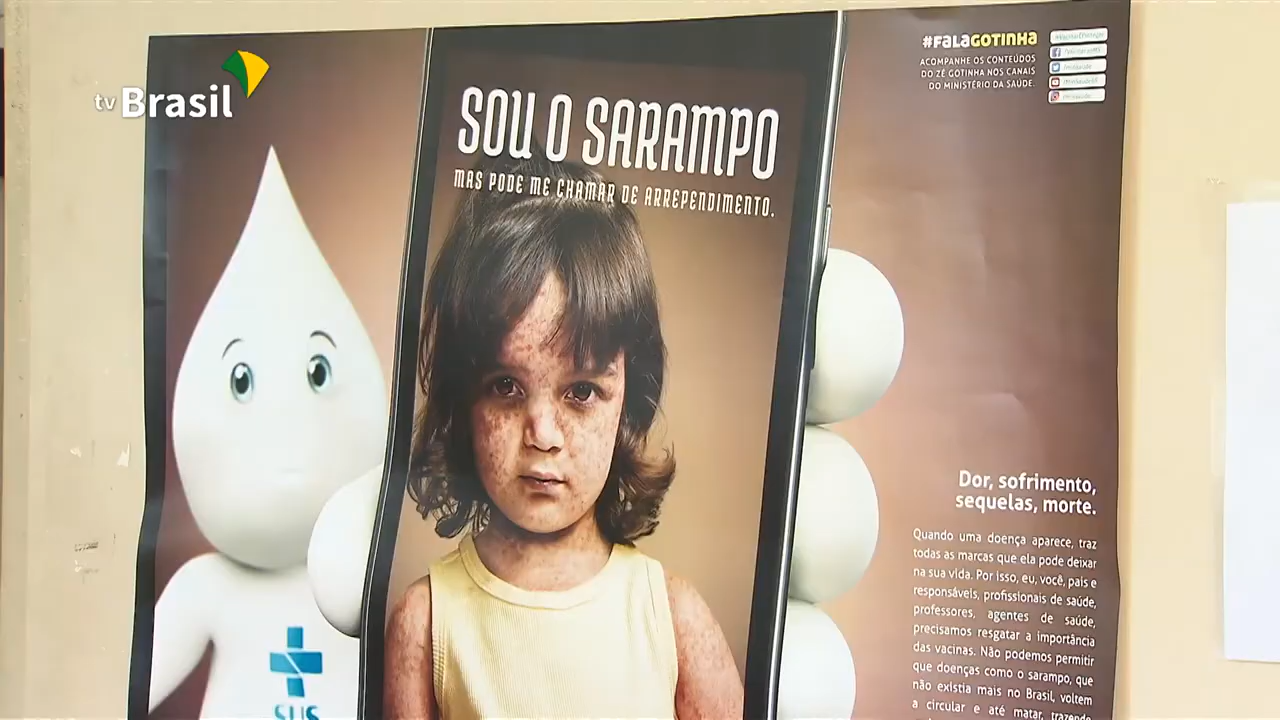 tv Brasil
#FALAGOTINHA
ACOMPANHE OS CONTEÚDOS
DO ZÉ GOTINHA NOS CANAIS
DO MINISTÉRIO DA SAÚDE.
SOU O SARAMPO
MAS PODE ME CHAMAR DE ARREPENDIMENTO.
SUS
Dor, sofrimento,
sequelas, morte.
Quando uma doença aparece, traz
todas as marcas que ela pode deixar
na sua vida. Por isso, eu, você, pais e
responsáveis, profissionais de saúde,
professores, agentes de saúde,
precisamos resgatar a importância
das vacinas. Não podemos permitir
que doenças como o sarampo, que
não existia mais no Brasil, voltem
a circular e até matar, trazendo